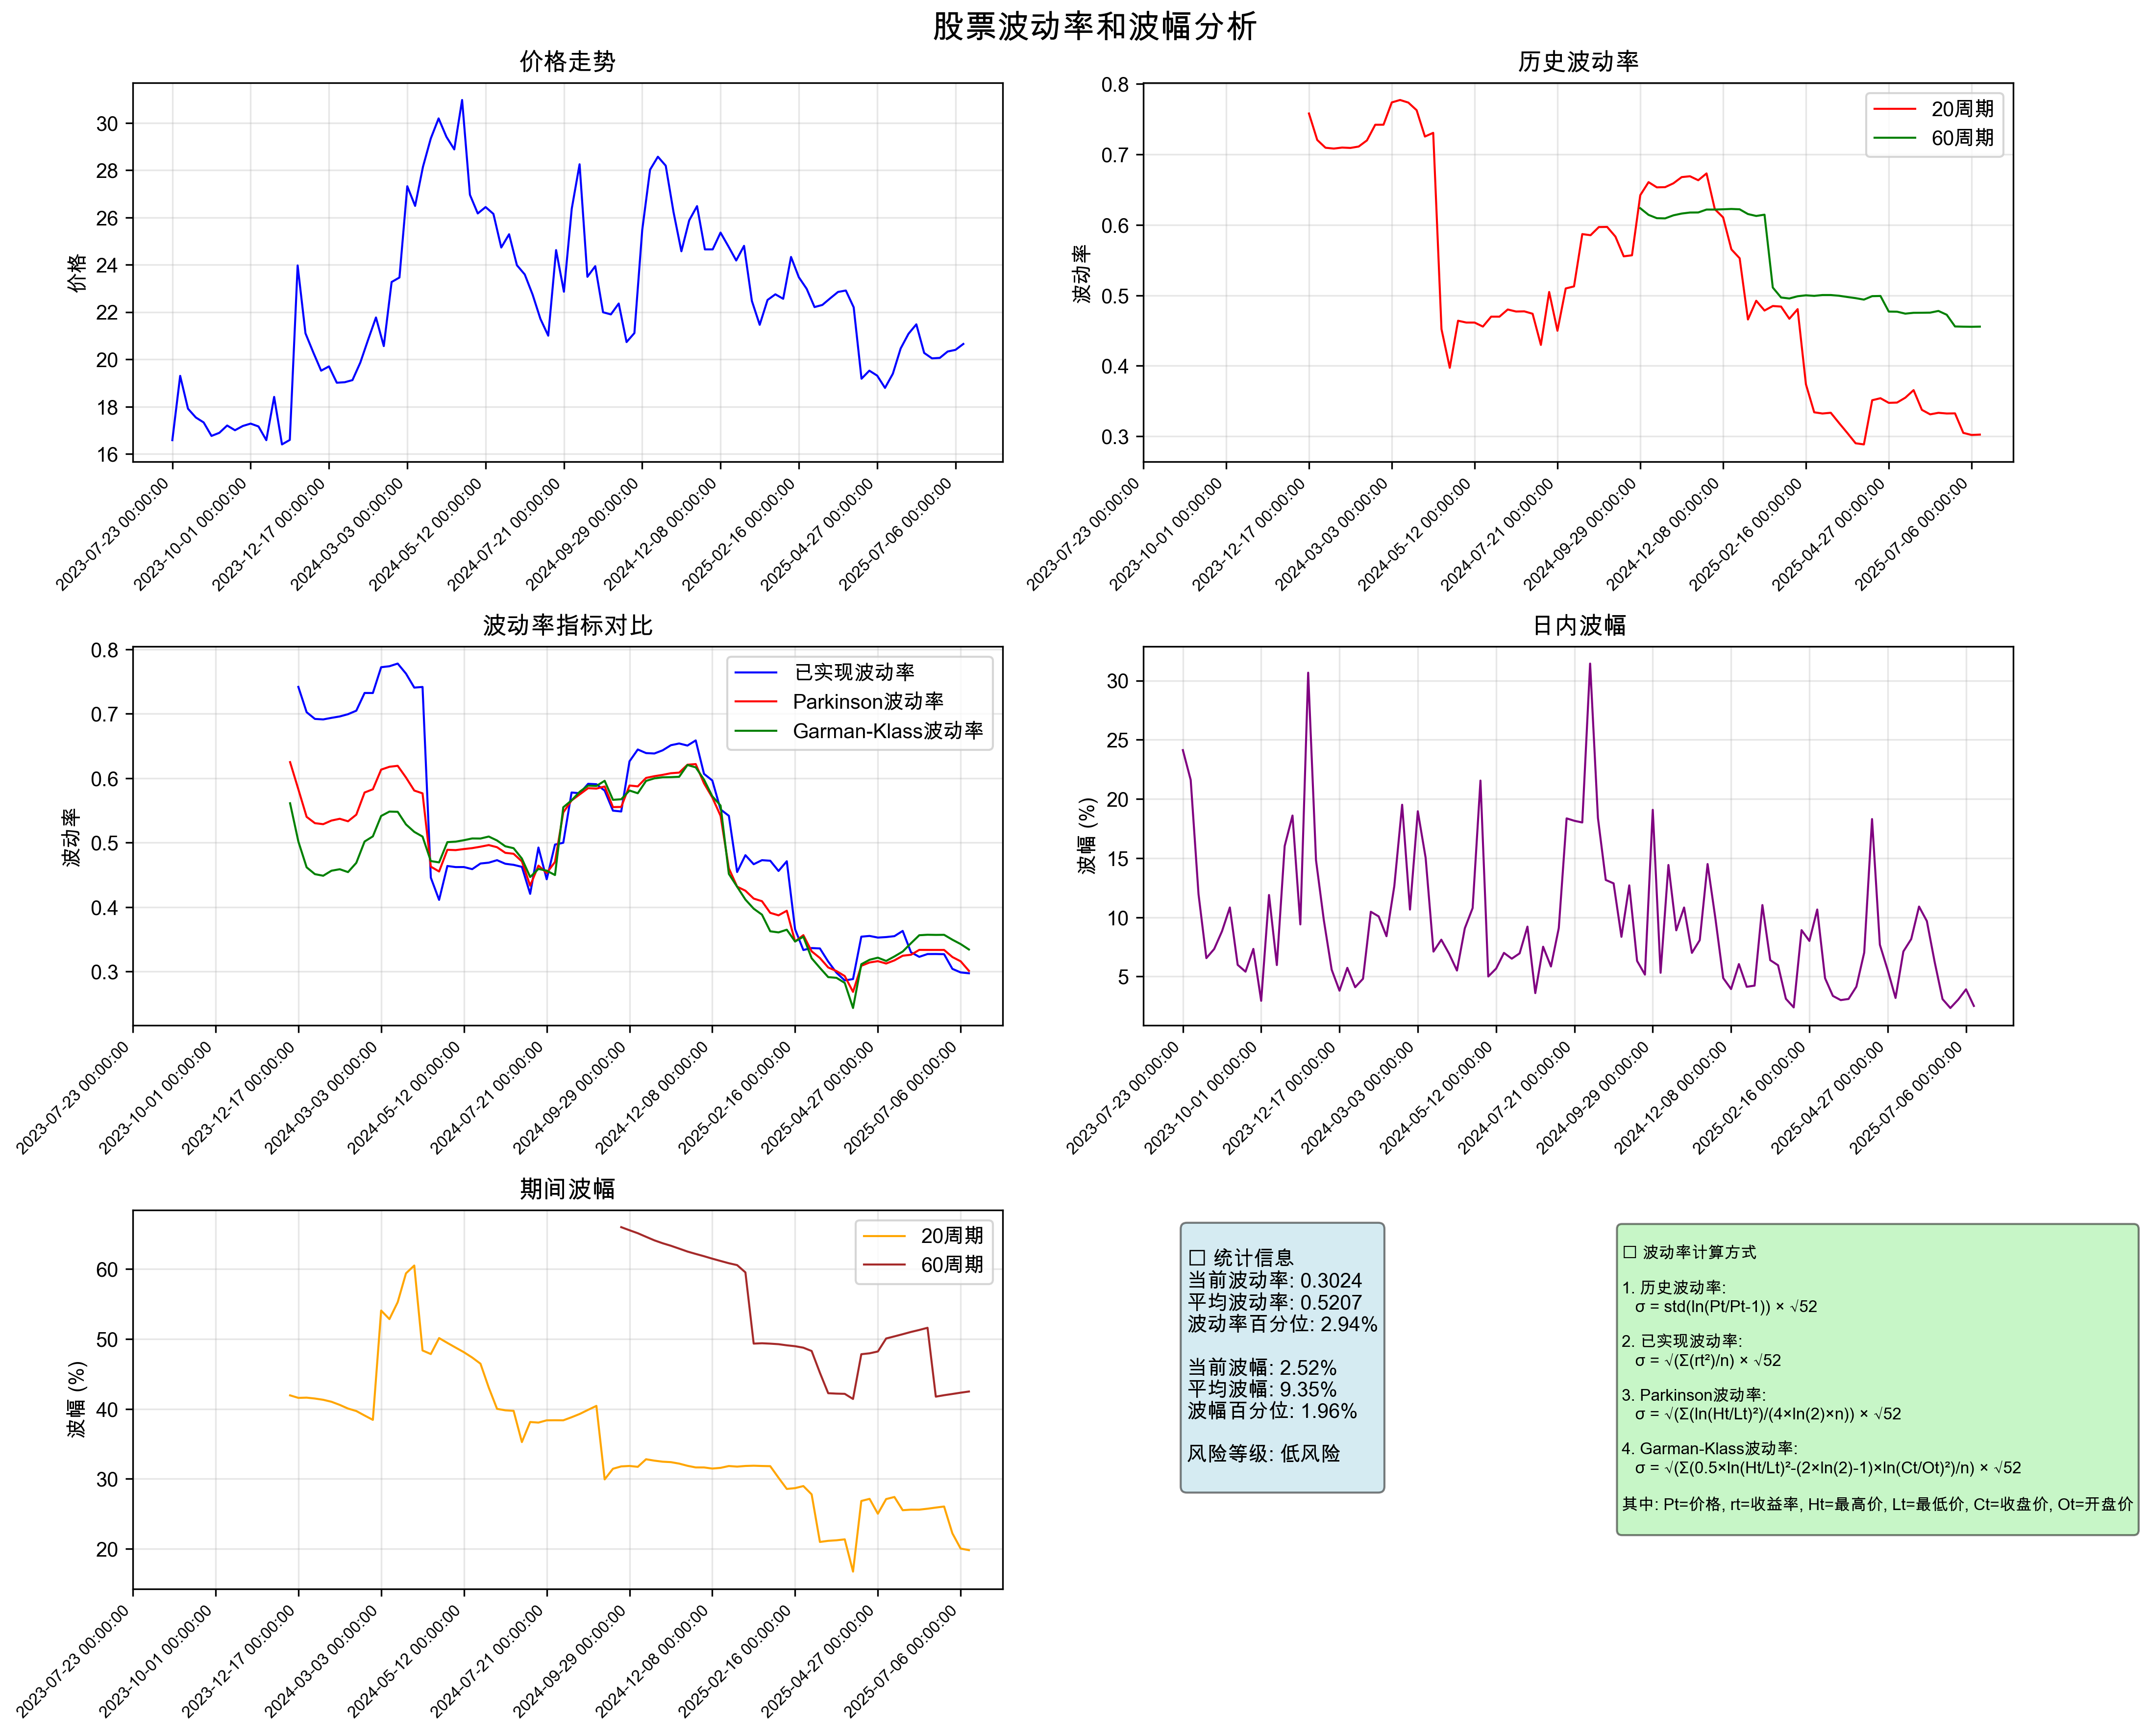 股票波动率和波幅分析
价格走势
价格
30
28
26
24
22
20
18
16
2023-07-23 00:00:00
2023-10-01 00:00:00
2023-12-17 00:00:00
2024-03-03 00:00:00
2024-05-12 00:00:00
2024-07-21 00:00:00
2024-09-29 00:00:00
2024-12-08 00:00:00
2025-02-16 00:00:00
2025-04-27 00:00:00
2025-07-06 00:00:00
历史波动率
波动率
0.8
0.7
0.6
0.5
0.4
0.3
20周期
60周期
2023-07-23 00:00:00
2023-10-01 00:00:00
2023-12-17 00:00:00
2024-03-03 00:00:00
2024-05-12 00:00:00
2024-07-21 00:00:00
2024-09-29 00:00:00
2024-12-08 00:00:00
2025-02-16 00:00:00
2025-04-27 00:00:00
2025-07-06 00:00:00
波动率指标对比
波动率
0.8
0.7
0.6
0.5
0.4
0.3
已实现波动率
Parkinson波动率
Garman-Klass波动率
2023-07-23 00:00:00
2023-10-01 00:00:00
2023-12-17 00:00:00
2024-03-03 00:00:00
2024-05-12 00:00:00
2024-07-21 00:00:00
2024-09-29 00:00:00
2024-12-08 00:00:00
2025-02-16 00:00:00
2025-04-27 00:00:00
2025-07-06 00:00:00
日内波幅
波幅 (%)
30
25
20
15
10
5
2023-07-23 00:00:00
2023-10-01 00:00:00
2023-12-17 00:00:00
2024-03-03 00:00:00
2024-05-12 00:00:00
2024-07-21 00:00:00
2024-09-29 00:00:00
2024-12-08 00:00:00
2025-02-16 00:00:00
2025-04-27 00:00:00
2025-07-06 00:00:00
期间波幅
波幅 (%)
60
50
40
30
20
20周期
60周期
2023-07-23 00:00:00
2023-10-01 00:00:00
2023-12-17 00:00:00
2024-03-03 00:00:00
2024-05-12 00:00:00
2024-07-21 00:00:00
2024-09-29 00:00:00
2024-12-08 00:00:00
2025-02-16 00:00:00
2025-04-27 00:00:00
2025-07-06 00:00:00
□ 统计信息
当前波动率: 0.3024
平均波动率: 0.5207
波动率百分位: 2.94%
当前波幅: 2.52%
平均波幅: 9.35%
波幅百分位: 1.96%
风险等级: 低风险
□ 波动率计算方式
1. 历史波动率:
σ = std(ln(Pt/Pt-1)) × √52
2. 已实现波动率:
σ = √(Σ(rt²)/n) × √52
3. Parkinson波动率:
σ = √(Σ(ln(Ht/Lt)²)/(4×ln(2)×n)) × √52
4. Garman-Klass波动率:
σ = √(Σ(0.5×ln(Ht/Lt)²-(2×ln(2)-1)×ln(Ct/Ot)²)/n) × √52
其中: Pt=价格, rt=收益率, Ht=最高价, Lt=最低价, Ct=收盘价, Ot=开盘价